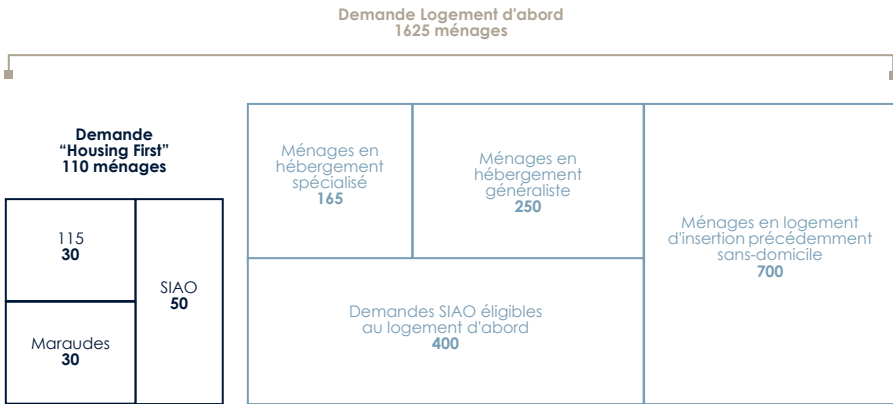 Demande Logement d'abord
1625 ménages
Demande
“Housing First”
110 ménages
115
30
Maraudes
30
SIAO
50
Ménages en
hébergement
spécialisé
165
Ménages en
hébergement
généraliste
250
Demandes SIAO éligibles
au logement d'abord
400
Ménages en logement
d'insertion précédemment
sans-domicile
700